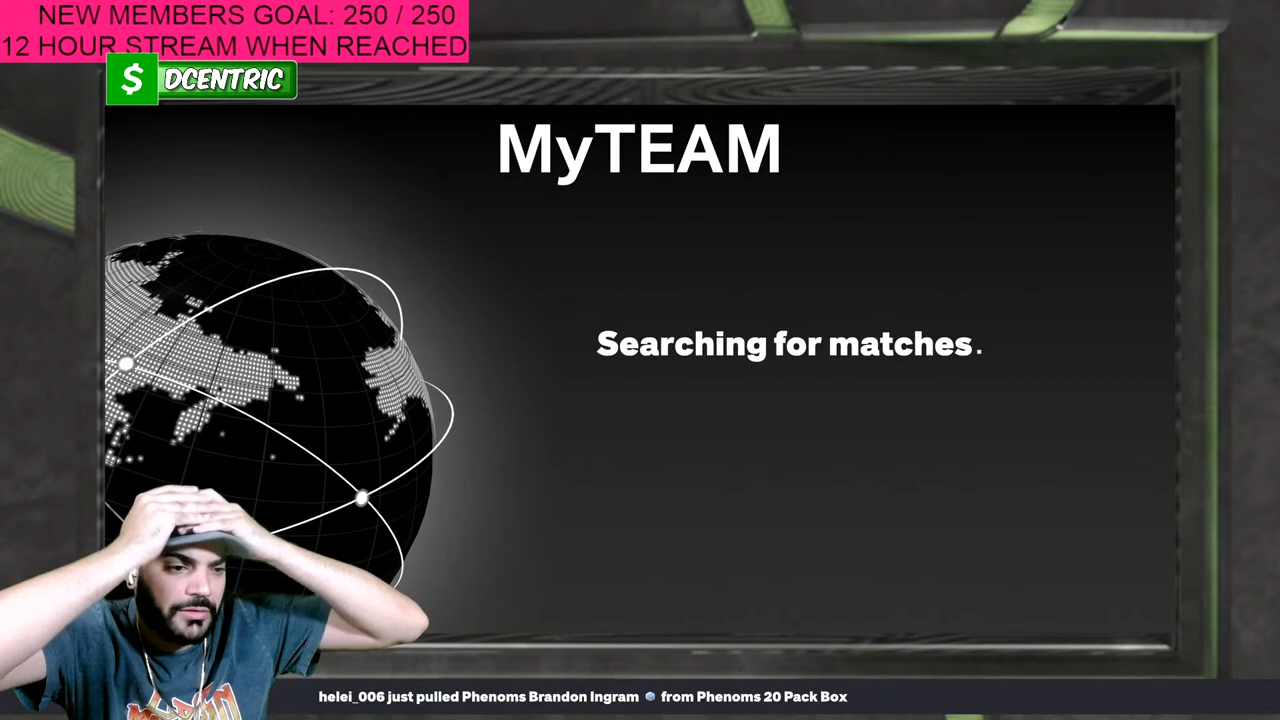 NEW MEMBERS GOAL: 250 / 250
12 HOUR STREAM WHEN REACHED
$ DCENTRIC
MyTEAM
Searching for matches.
helei_006 just pulled Phenoms Brandon Ingram from Phenoms 20 Pack Box